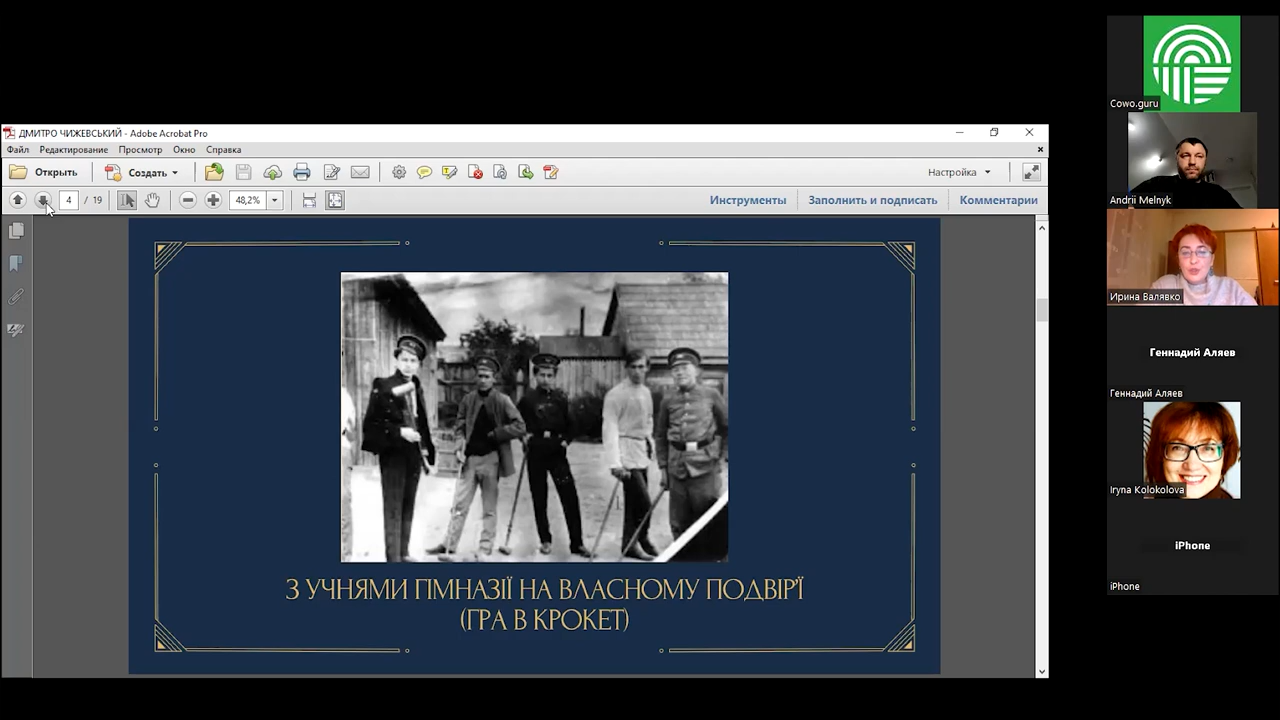 ДМИТРО ЧИЖЕВСЬКИЙ - Adobe Acrobat Pro
Файл Редактирование Просмотр Окно Справка
Открыть Создать Настройка
4 / 19 48,2% Инструменты Заполнить и подписать Комментарии
З УЧНЯМИ ГІМНАЗІЇ НА ВЛАСНОМУ ПОДВІР'Ї
(ГРА В КРОКЕТ)
Cowo.guru
Andrii Melnyk
Ирина Валявко
Геннадий Аляев
Геннадий Аляев
Iryna Kolokolova
iPhone
iPhone